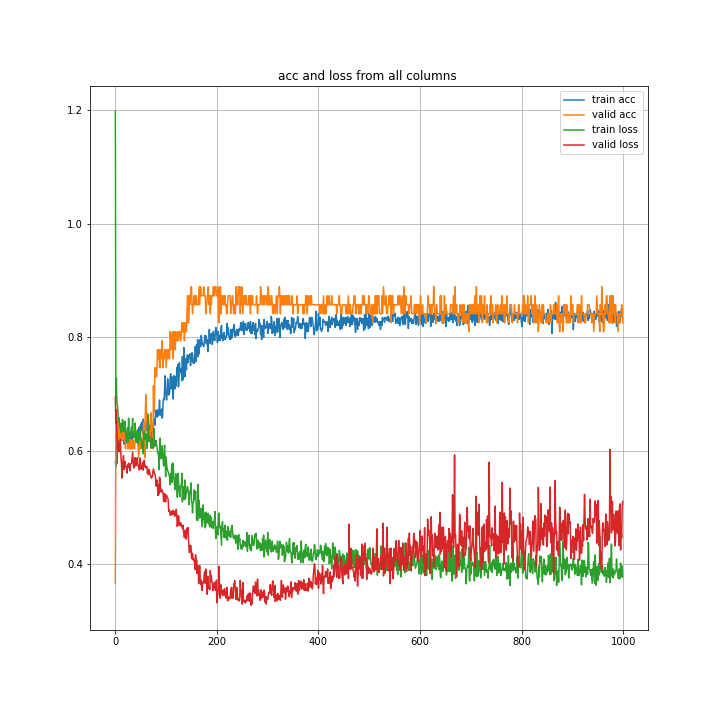 acc and loss from all columns
train acc
valid acc
train loss
valid loss
1.2
1.0
0.8
0.6
0.4
0 200 400 600 800 1000